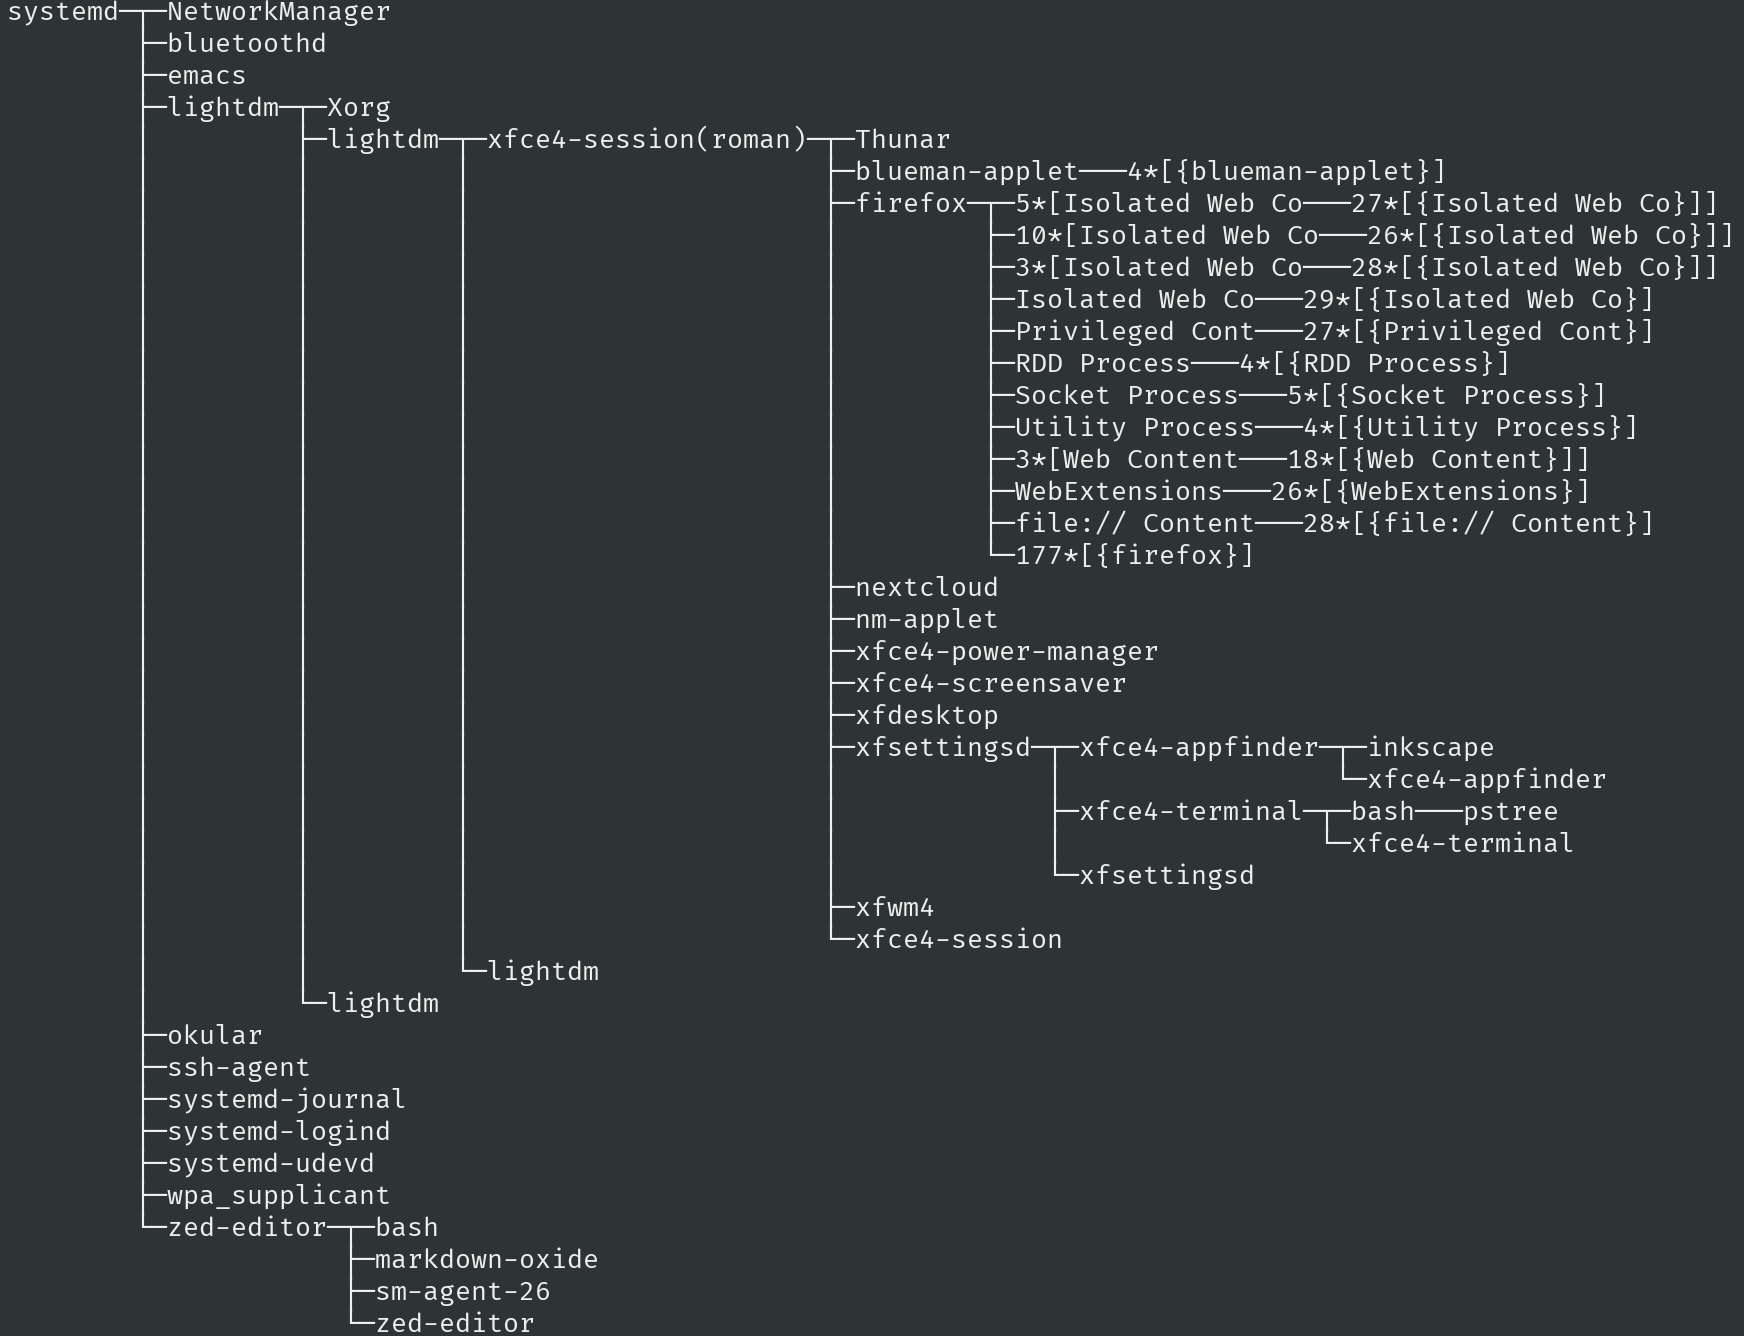 systemd─┬─NetworkManager
        ├─bluetoothd
        ├─emacs
        ├─lightdm─┬─Xorg
        │         ├─lightdm─┬─xfce4-session(roman)─┬─Thunar
        │         │         │                      ├─blueman-applet───4*[{blueman-applet}]
        │         │         │                      ├─firefox─┬─5*[Isolated Web Co───27*[{Isolated Web Co}]]
        │         │         │                      │         ├─10*[Isolated Web Co───26*[{Isolated Web Co}]]
        │         │         │                      │         ├─3*[Isolated Web Co───28*[{Isolated Web Co}]]
        │         │         │                      │         ├─Isolated Web Co───29*[{Isolated Web Co}]
        │         │         │                      │         ├─Privileged Cont───27*[{Privileged Cont}]
        │         │         │                      │         ├─RDD Process───4*[{RDD Process}]
        │         │         │                      │         ├─Socket Process───5*[{Socket Process}]
        │         │         │                      │         ├─Utility Process───4*[{Utility Process}]
        │         │         │                      │         ├─3*[Web Content───18*[{Web Content}]]
        │         │         │                      │         ├─WebExtensions───26*[{WebExtensions}]
        │         │         │                      │         ├─file:// Content───28*[{file:// Content}]
        │         │         │                      │         └─177*[{firefox}]
        │         │         │                      ├─nextcloud
        │         │         │                      ├─nm-applet
        │         │         │                      ├─xfce4-power-manager
        │         │         │                      ├─xfce4-screensaver
        │         │         │                      ├─xfdesktop
        │         │         │                      ├─xfsettingsd─┬─xfce4-appfinder─┬─inkscape
        │         │         │                      │             │                 └─xfce4-appfinder
        │         │         │                      │             ├─xfce4-terminal─┬─bash───pstree
        │         │         │                      │             │                └─xfce4-terminal
        │         │         │                      │             └─xfsettingsd
        │         │         │                      ├─xfwm4
        │         │         │                      └─xfce4-session
        │         │         └─lightdm
        │         └─lightdm
        ├─okular
        ├─ssh-agent
        ├─systemd-journal
        ├─systemd-logind
        ├─systemd-udevd
        ├─wpa_supplicant
        └─zed-editor─┬─bash
                     ├─markdown-oxide
                     ├─sm-agent-26
                     └─zed-editor